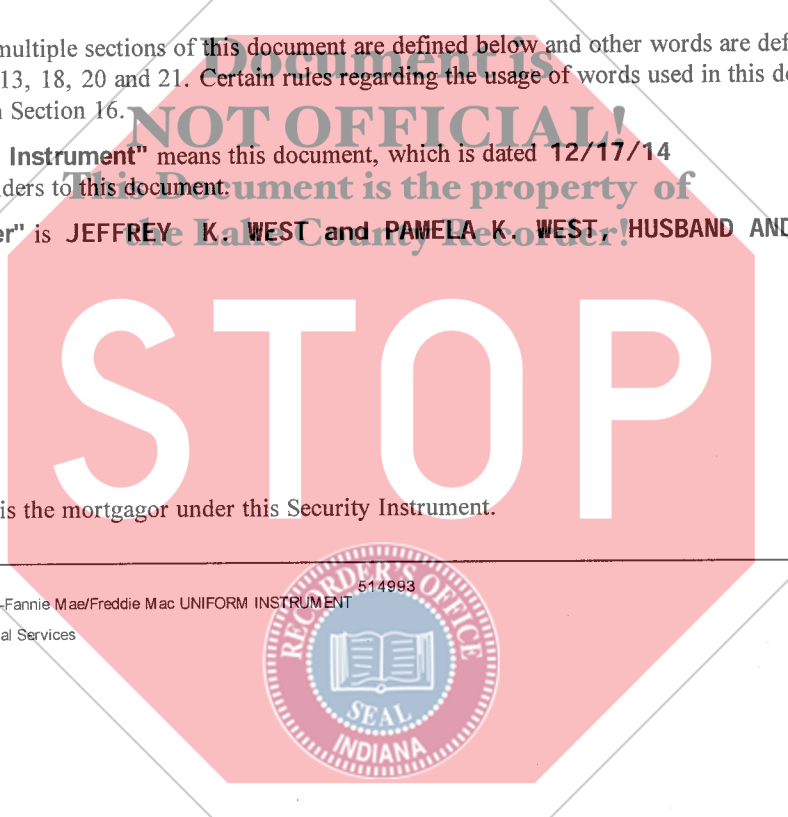 multiple sections of this document are defined below and other words are def
13, 18, 20 and 21. Certain rules regarding the usage of words used in this d
Section 16.
Document is
NOT OFFICIAL!
Instrument" means this document, which is dated 12/17/14
ders to this document.
This Document is the property of
the Lake County Recorder!
er" is JEFFREY K. WEST and PAMELA K. WEST, HUSBAND AND
STOP
is the mortgagor under this Security Instrument.
514993
-Fannie Mae/Freddie Mac UNIFORM INSTRUMENT
al Services
RECORDER'S OFFICE
SEAL
INDIANA